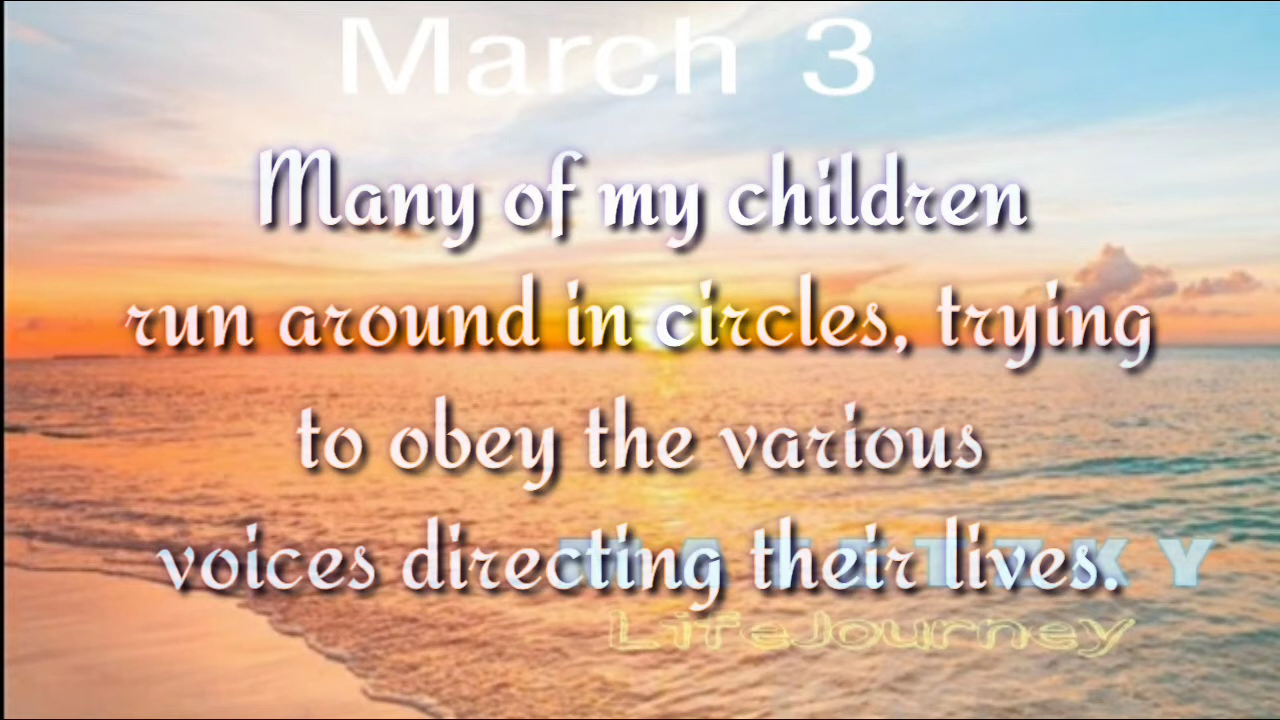 March 3
Many of my children
run around in circles, trying
to obey the various
voices directing their lives.
LifeJourney